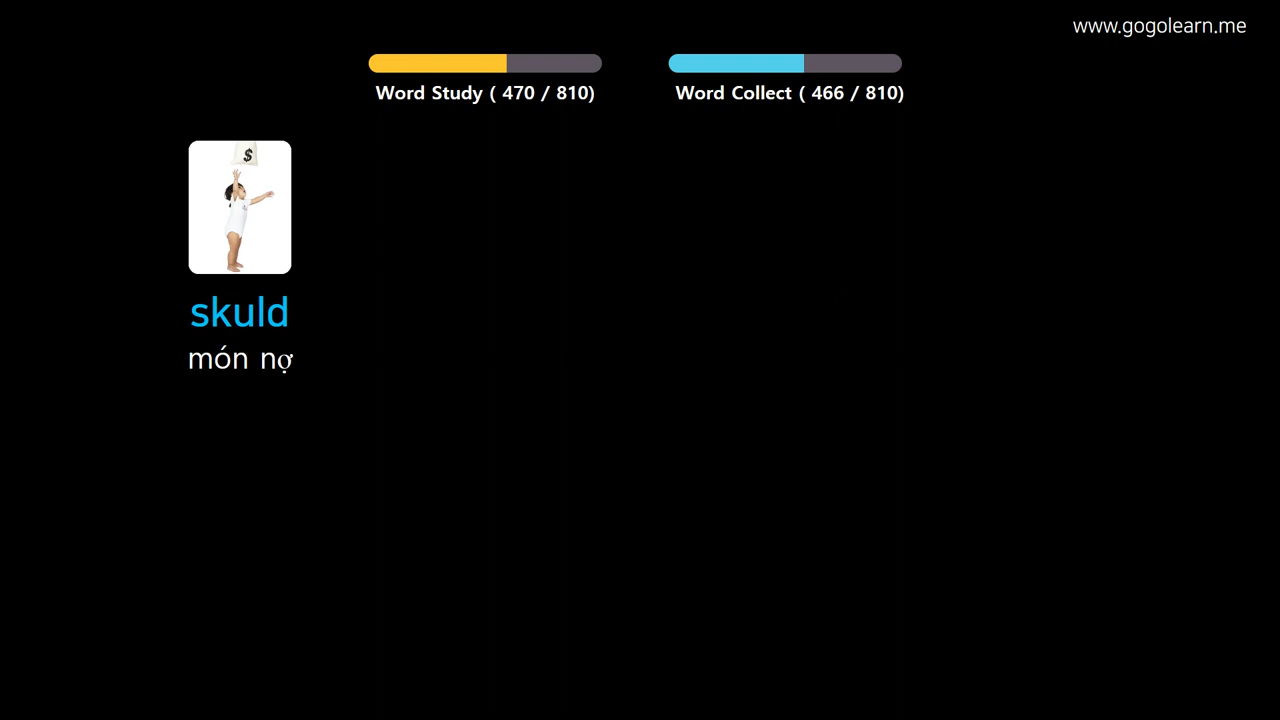 www.gogolearn.me
Word Study ( 470 / 810)
Word Collect ( 466 / 810)
$
skuld
món nợ